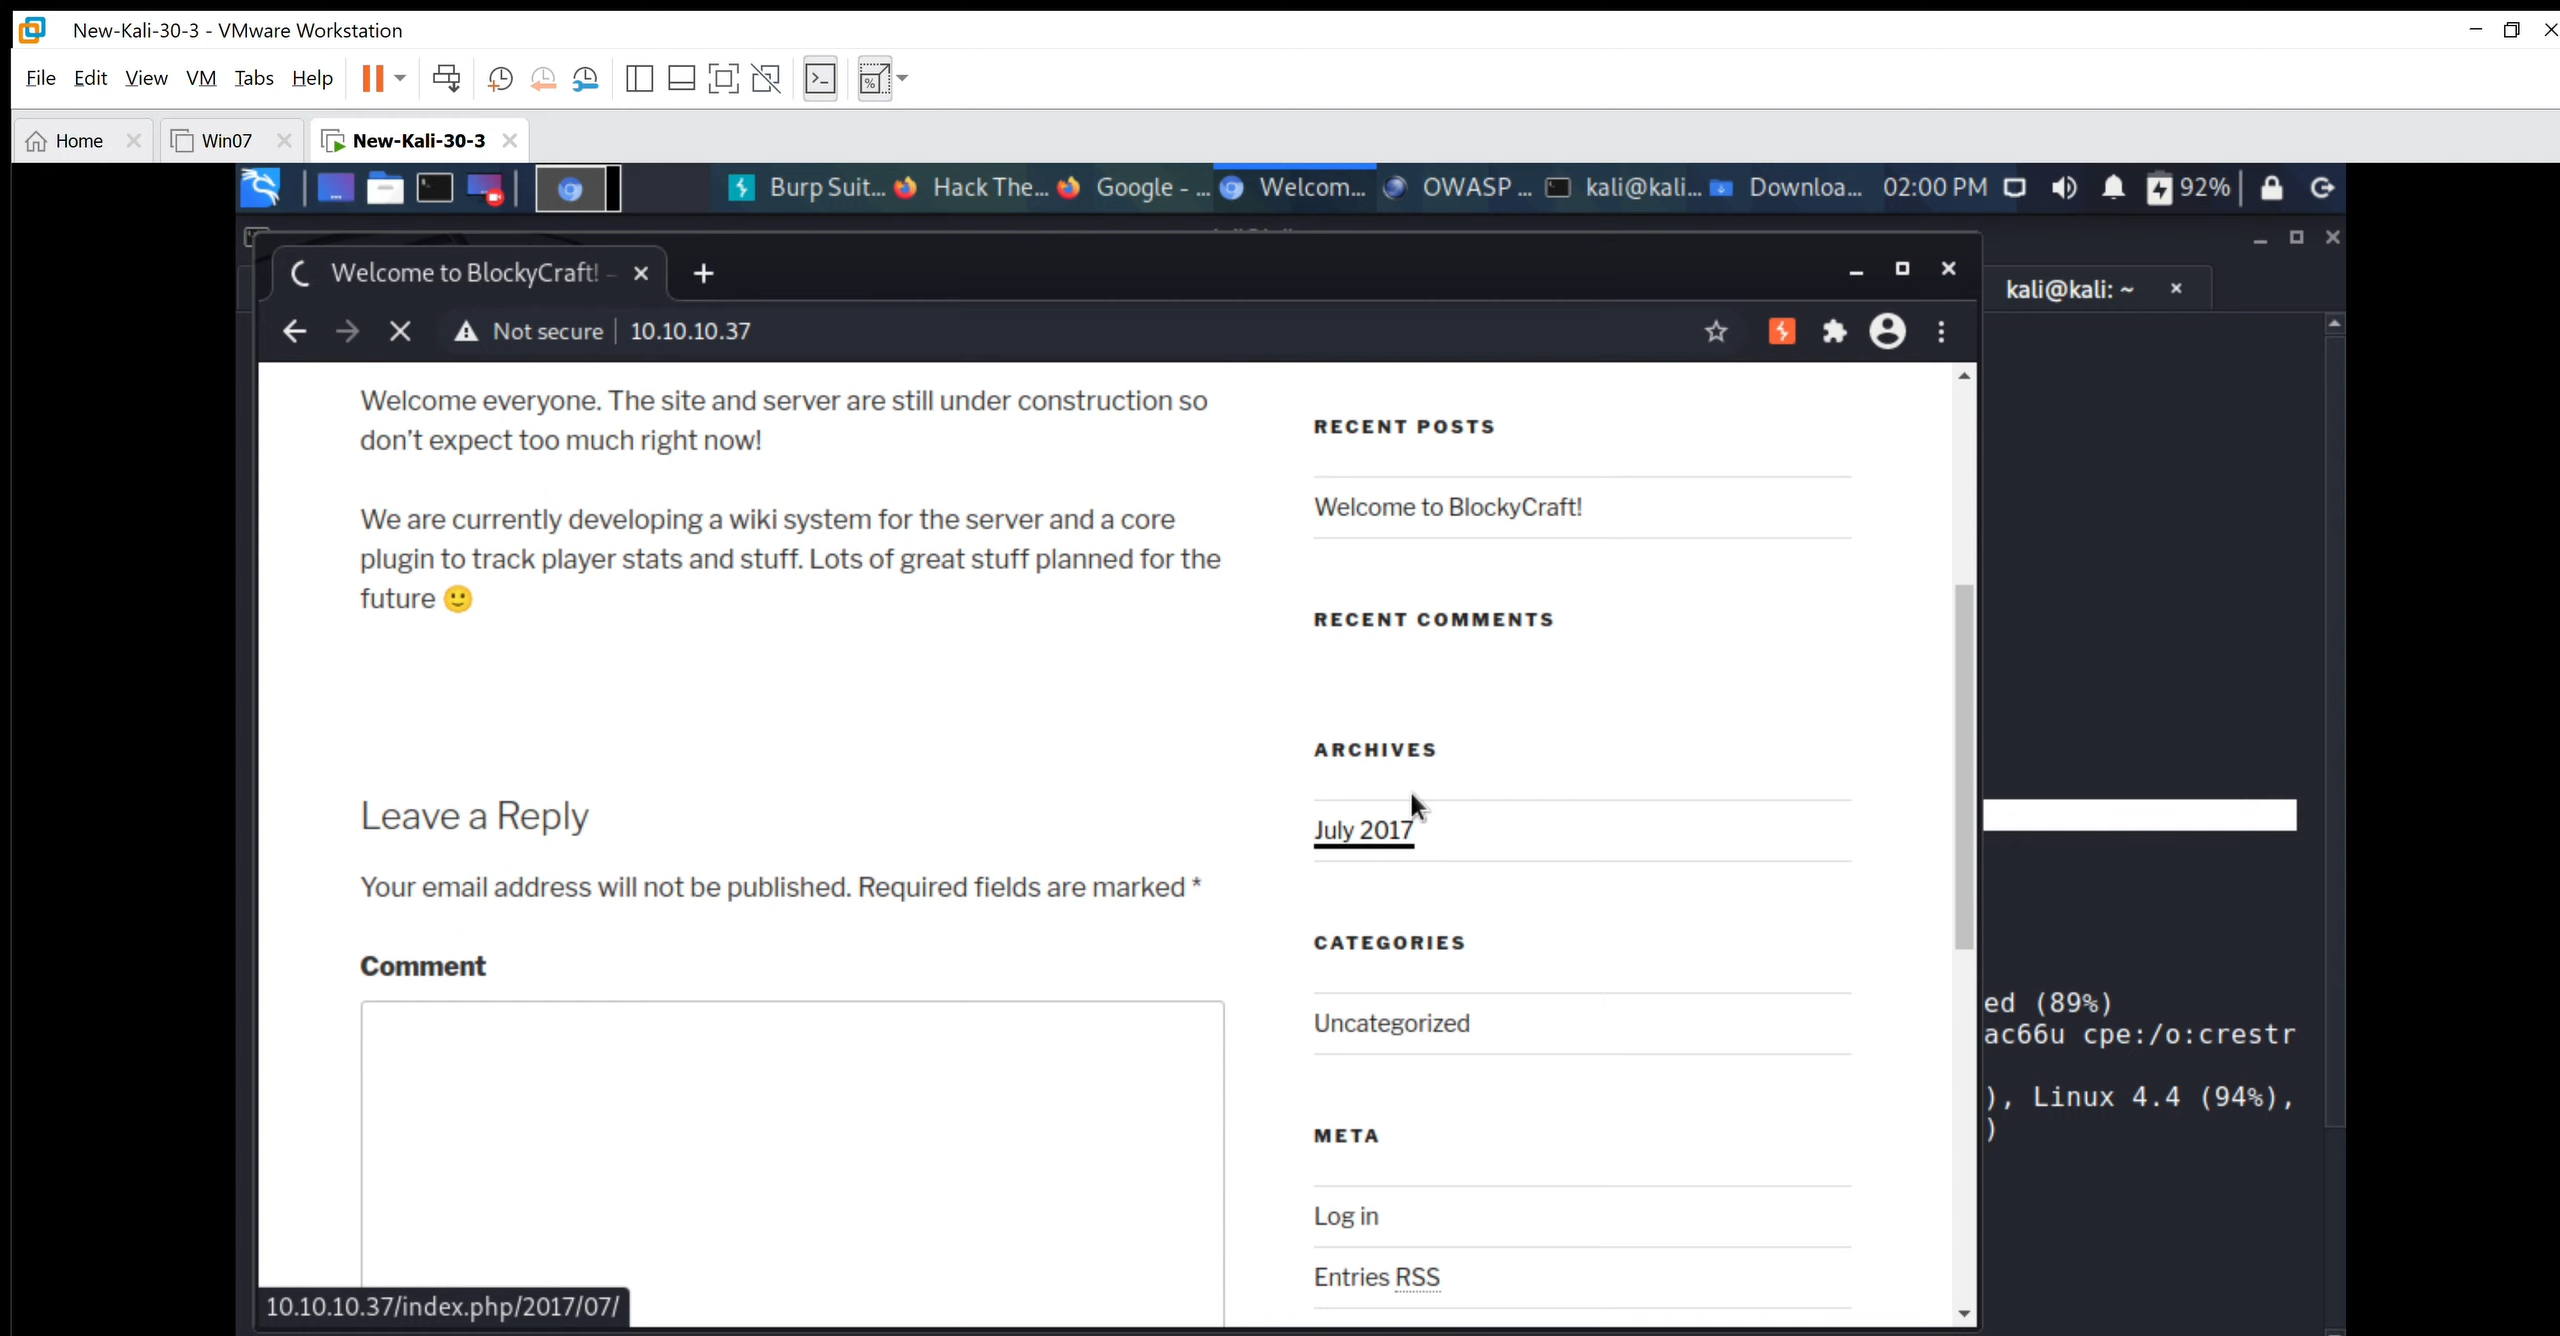 New-Kali-30-3 - VMware Workstation
File Edit View VM Tabs Help
Home
Win07
New-Kali-30-3
Burp Suit... Hack The... Google - ... Welcom... OWASP ... kali@kali... Downloa... 02:00 PM 92%
Welcome to BlockyCraft! –
kali@kali: ~
Not secure 10.10.10.37
Welcome everyone. The site and server are still under construction so
don’t expect too much right now!
We are currently developing a wiki system for the server and a core
plugin to track player stats and stuff. Lots of great stuff planned for the
future 🙂
Leave a Reply
Your email address will not be published. Required fields are marked *
Comment
RECENT POSTS
Welcome to BlockyCraft!
RECENT COMMENTS
ARCHIVES
July 2017
CATEGORIES
Uncategorized
META
Log in
Entries RSS
10.10.10.37/index.php/2017/07/
ed (89%)
ac66u cpe:/o:crestr
), Linux 4.4 (94%),
)